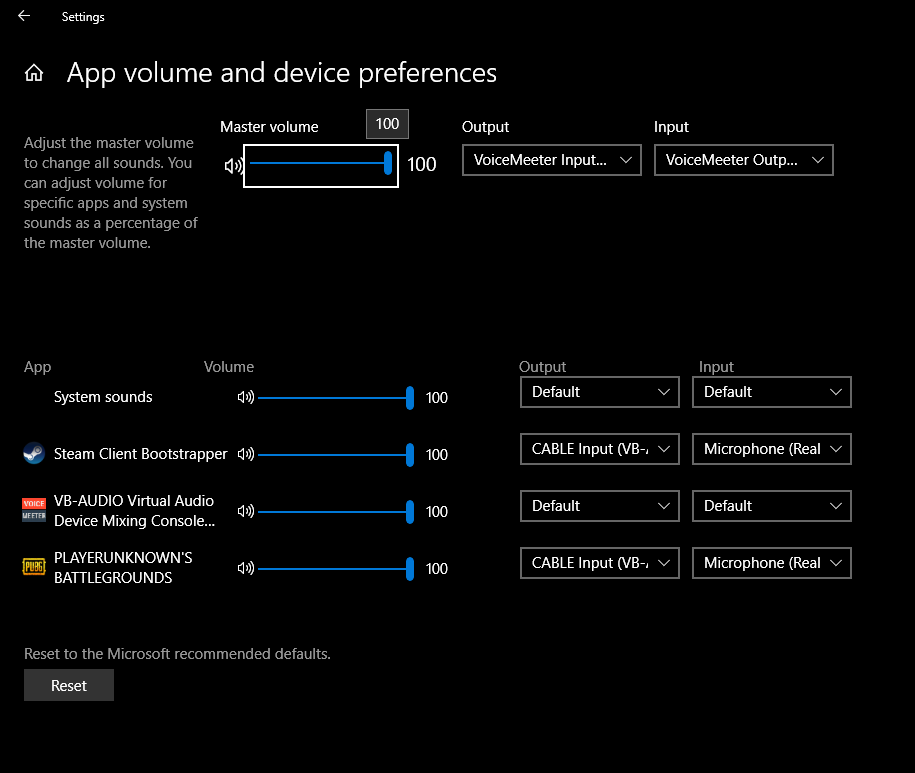 Settings
App volume and device preferences
Adjust the master volume
to change all sounds. You
can adjust volume for
specific apps and system
sounds as a percentage of
the master volume.
Master volume
100
100
Output
VoiceMeeter Input...
Input
VoiceMeeter Outp...
App Volume Output Input
System sounds 100 Default Default
Steam Client Bootstrapper 100 CABLE Input (VB-A Microphone (Real
VOICE
MEETER
VB-AUDIO Virtual Audio
Device Mixing Console... 100 Default Default
PUBG
PLAYERUNKNOWN'S
BATTLEGROUNDS 100 CABLE Input (VB-A Microphone (Real
Reset to the Microsoft recommended defaults.
Reset